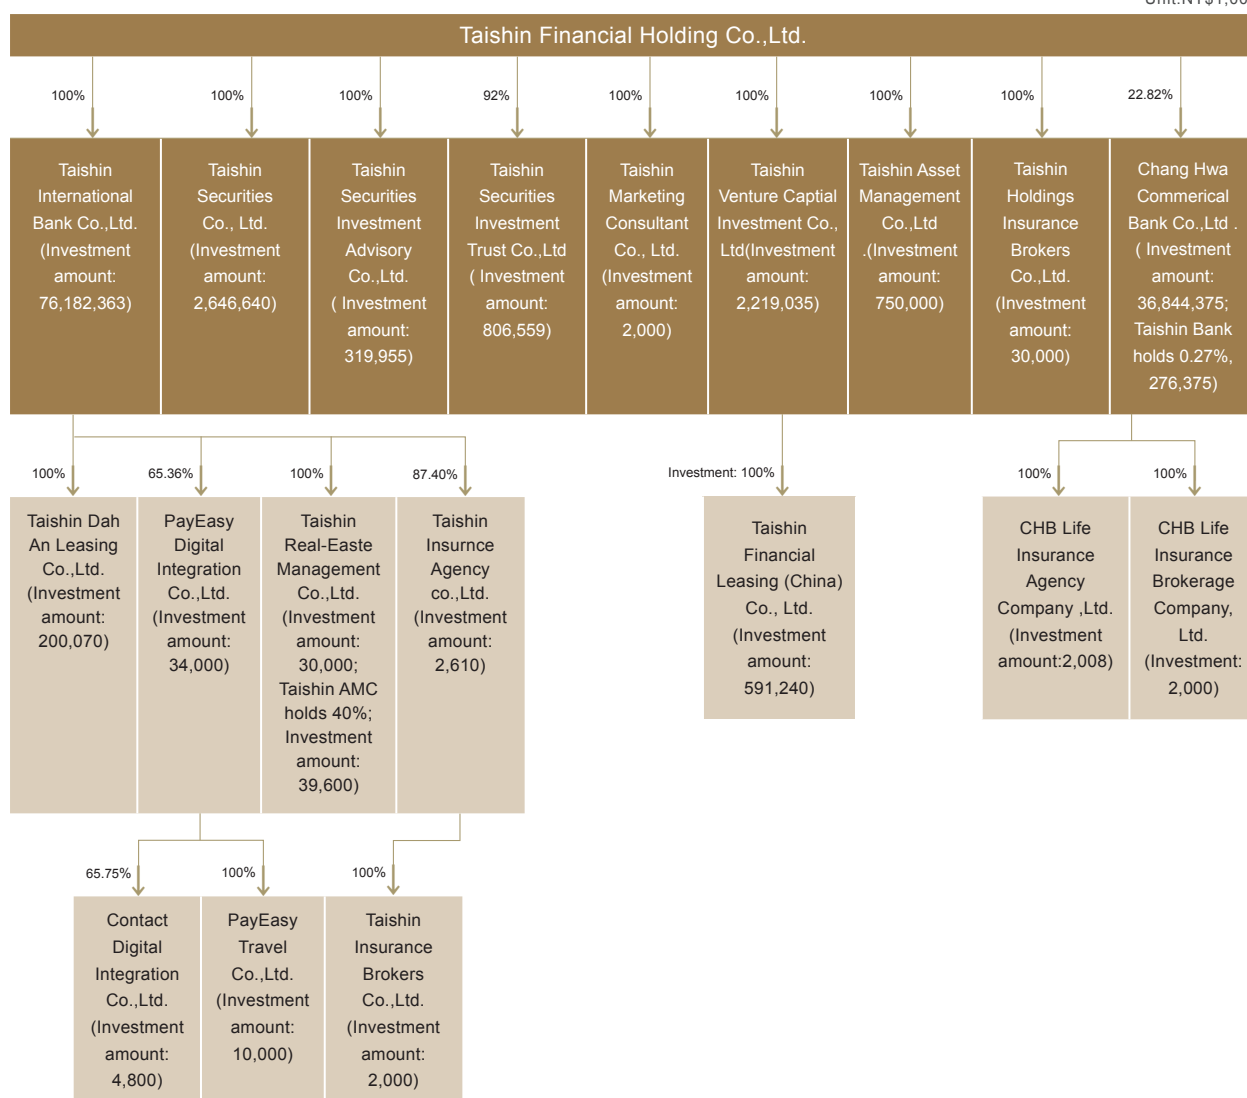 Taishin Financial Holding Co.,Ltd.
100%
100%
100%
92%
100%
100%
100%
100%
22.82%
Taishin
International
Bank Co.,Ltd.
(Investment
amount:
76,182,363)
Taishin
Securities
Co., Ltd.
(Investment
amount:
2,646,640)
Taishin
Securities
Investment
Advisory
Co.,Ltd.
( Investment
amount:
319,955)
Taishin
Securities
Investment
Trust Co.,Ltd
( Investment
amount:
806,559)
Taishin
Marketing
Consultant
Co., Ltd.
(Investment
amount:
2,000)
Taishin
Venture Captial
Investment Co.,
Ltd(Investment
amount:
2,219,035)
Taishin Asset
Management
Co.,Ltd
.(Investment
amount:
750,000)
Taishin
Holdings
Insurance
Brokers
Co.,Ltd.
(Investment
amount:
30,000)
Chang Hwa
Commerical
Bank Co.,Ltd .
( Investment
amount:
36,844,375;
Taishin Bank
holds 0.27%,
276,375)
100%
65.36%
100%
87.40%
Investment: 100%
100%
100%
Taishin Dah
An Leasing
Co.,Ltd.
(Investment
amount:
200,070)
PayEasy
Digital
Integration
Co.,Ltd.
(Investment
amount:
34,000)
Taishin
Real-Easte
Management
Co.,Ltd.
(Investment
amount:
30,000;
Taishin AMC
holds 40%;
Investment
amount:
39,600)
Taishin
Insurnce
Agency
co.,Ltd.
(Investment
amount:
2,610)
Taishin
Financial
Leasing (China)
Co., Ltd.
(Investment
amount:
591,240)
CHB Life
Insurance
Agency
Company ,Ltd.
(Investment
amount:2,008)
CHB Life
Insurance
Brokerage
Company,
Ltd.
(Investment:
2,000)
65.75%
100%
100%
Contact
Digital
Integration
Co.,Ltd.
(Investment
amount:
4,800)
PayEasy
Travel
Co.,Ltd.
(Investment
amount:
10,000)
Taishin
Insurance
Brokers
Co.,Ltd.
(Investment
amount:
2,000)